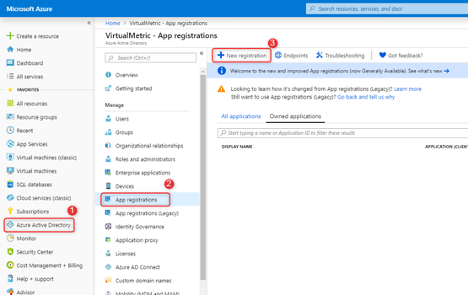 Microsoft Azure
Search resources, services, and docs
Create a resource
Home
Dashboard
All services
FAVORITES
All resources
Resource groups
Recent
App Services
Virtual machines (classic)
Virtual machines
SQL databases
Cloud services (classic)
Subscriptions
1
Azure Active Directory
Monitor
Security Center
Cost Management + Billing
Help + support
Advisor
Home > VirtualMetric - App registrations
VirtualMetric - App registrations
Azure Active Directory
Search (Ctrl+/)
Overview
Getting started
Manage
Users
Groups
Organizational relationships
Roles and administrators
Enterprise applications
Devices
2
App registrations
App registrations (Legacy)
Identity Governance
Application proxy
Licenses
Azure AD Connect
Custom domain names
Mobility (MDM and MAM)
3
New registration
Endpoints
Troubleshooting
Got feedback?
Welcome to the new and improved App registrations (now Generally Available). See what's new →
Looking to learn how it's changed from App registrations (Legacy)? Learn more
Still want to use App registrations (Legacy)? Go back and tell us why
All applications
Owned applications
Start typing a name or Application ID to filter these results
DISPLAY NAME
APPLICATION (CLIENT